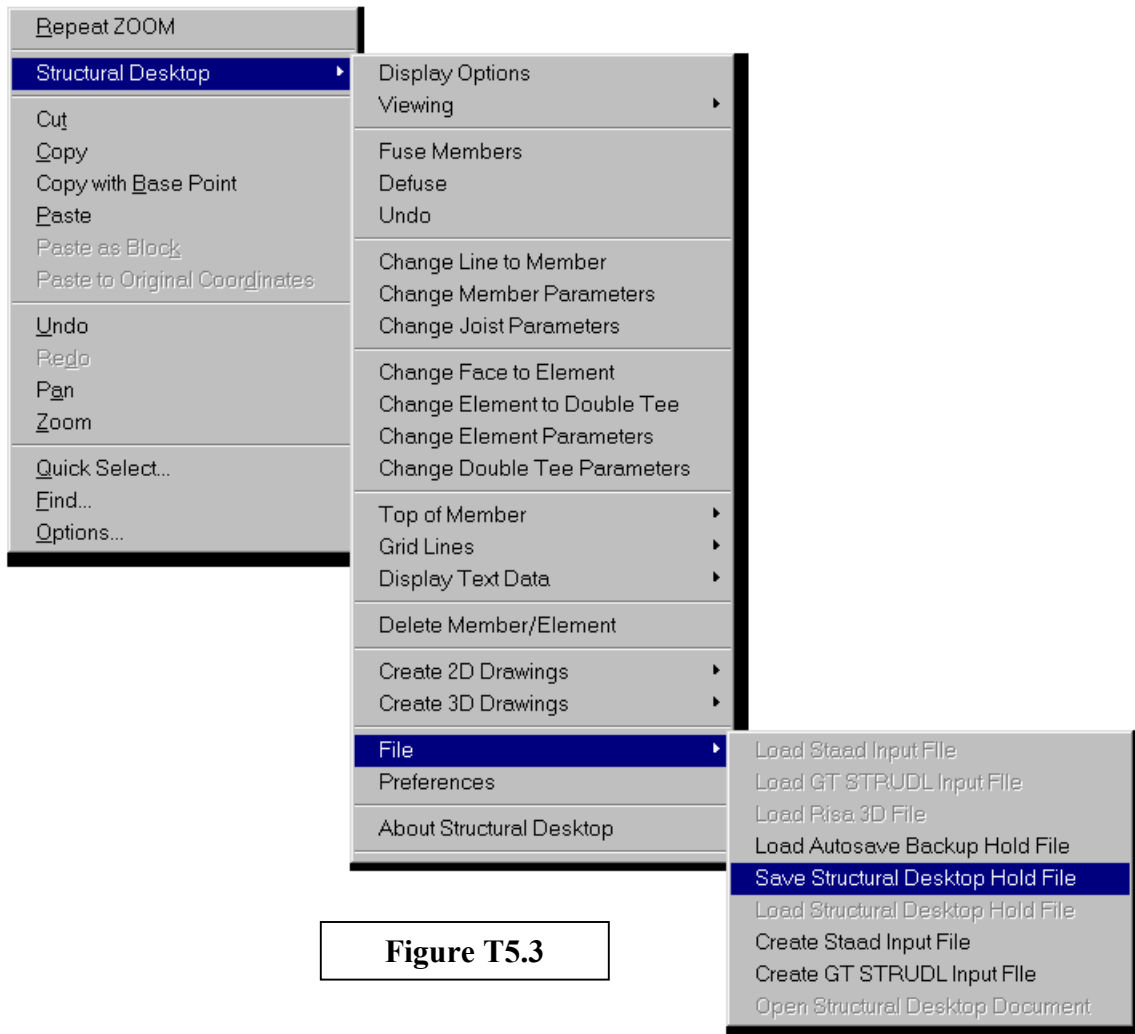 Repeat ZOOM
Structural Desktop
Cut
Copy
Copy with Base Point
Paste
Paste as Block
Paste to Original Coordinates
Undo
Redo
Pan
Zoom
Quick Select...
Find...
Options...
Display Options
Viewing
Fuse Members
Defuse
Undo
Change Line to Member
Change Member Parameters
Change Joist Parameters
Change Face to Element
Change Element to Double Tee
Change Element Parameters
Change Double Tee Parameters
Top of Member
Grid Lines
Display Text Data
Delete Member/Element
Create 2D Drawings
Create 3D Drawings
File
Preferences
About Structural Desktop
Load Staad Input FIle
Load GT STRUDL Input FIle
Load Risa 3D File
Load Autosave Backup Hold File
Save Structural Desktop Hold File
Load Structural Desktop Hold File
Create Staad Input File
Create GT STRUDL Input FIle
Open Structural Desktop Document
Figure T5.3